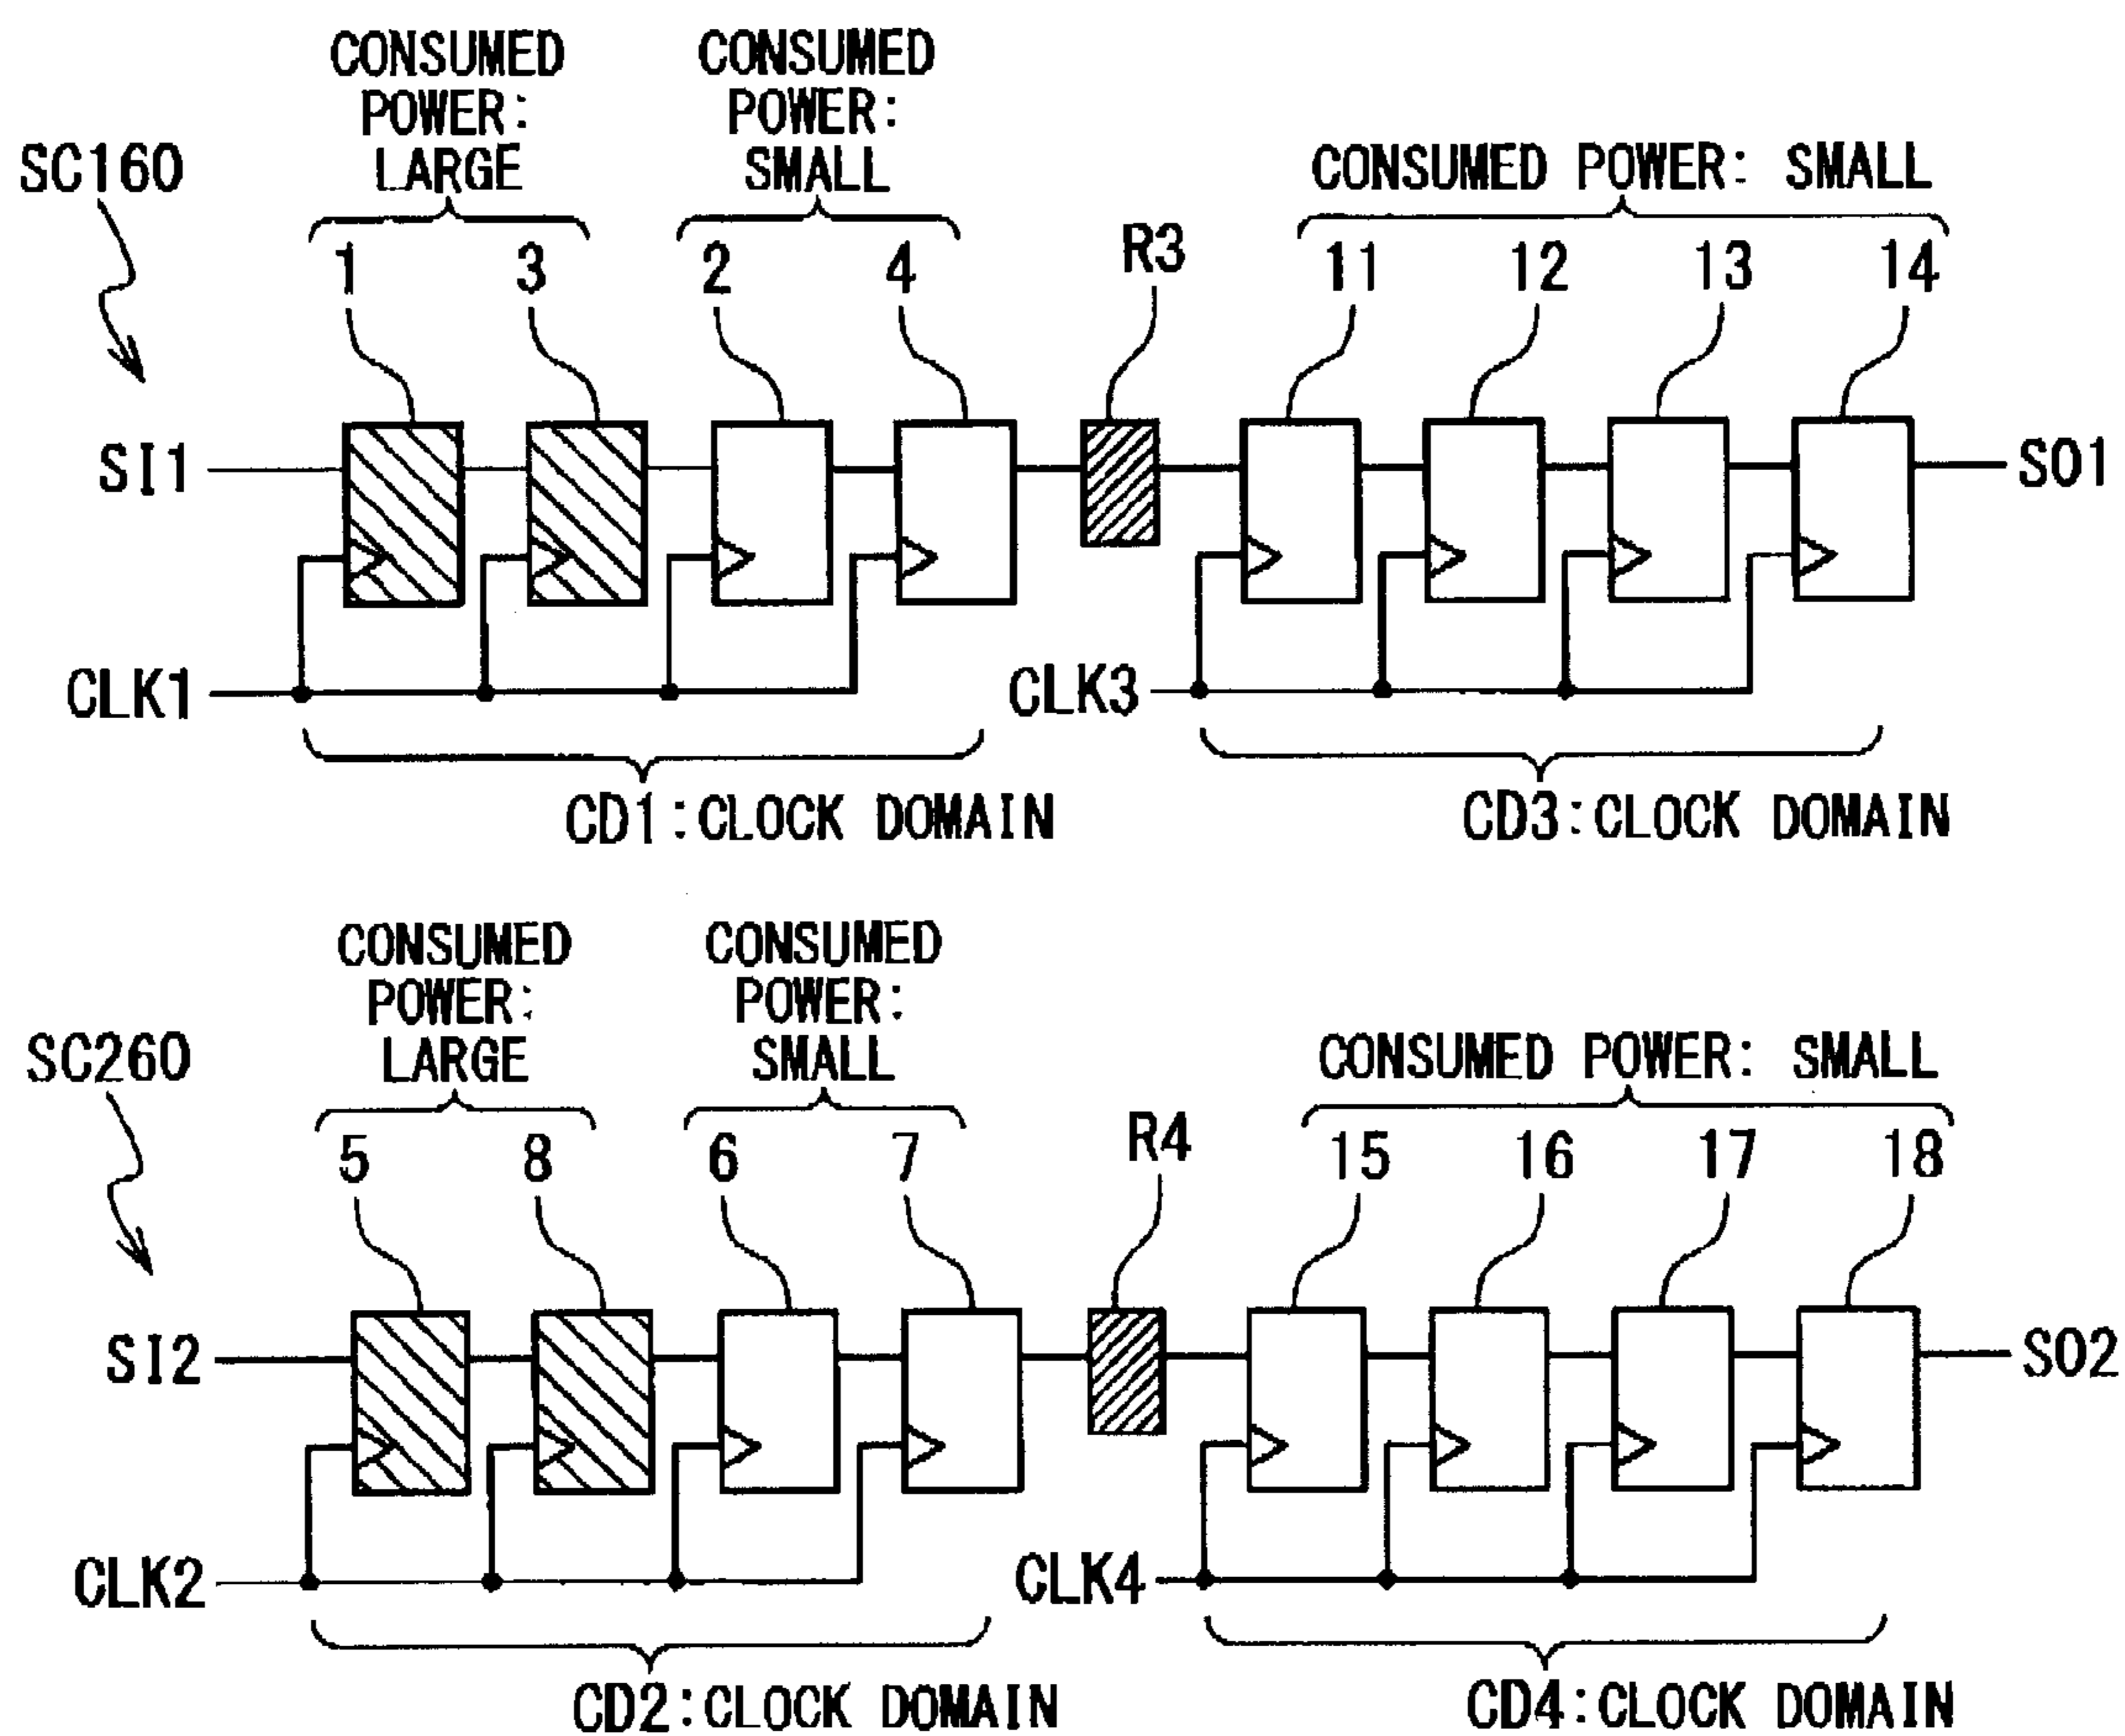 CONSUMED
POWER:
LARGE
CONSUMED
POWER:
SMALL
CONSUMED POWER: SMALL
SC160
1
3
2
4
R3
11
12
13
14
SI1
SO1
CLK1
CLK3
CD1:CLOCK DOMAIN
CD3:CLOCK DOMAIN
CONSUMED
POWER:
LARGE
CONSUMED
POWER:
SMALL
CONSUMED POWER: SMALL
SC260
5
8
6
7
R4
15
16
17
18
SI2
SO2
CLK2
CLK4
CD2:CLOCK DOMAIN
CD4:CLOCK DOMAIN